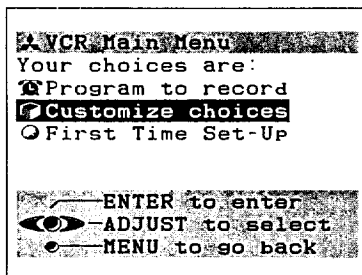 VCR Main Menu
Your choices are:
Program to record
Customize choices
First Time Set-Up
ENTER to enter
ADJUST to select
MENU to go back